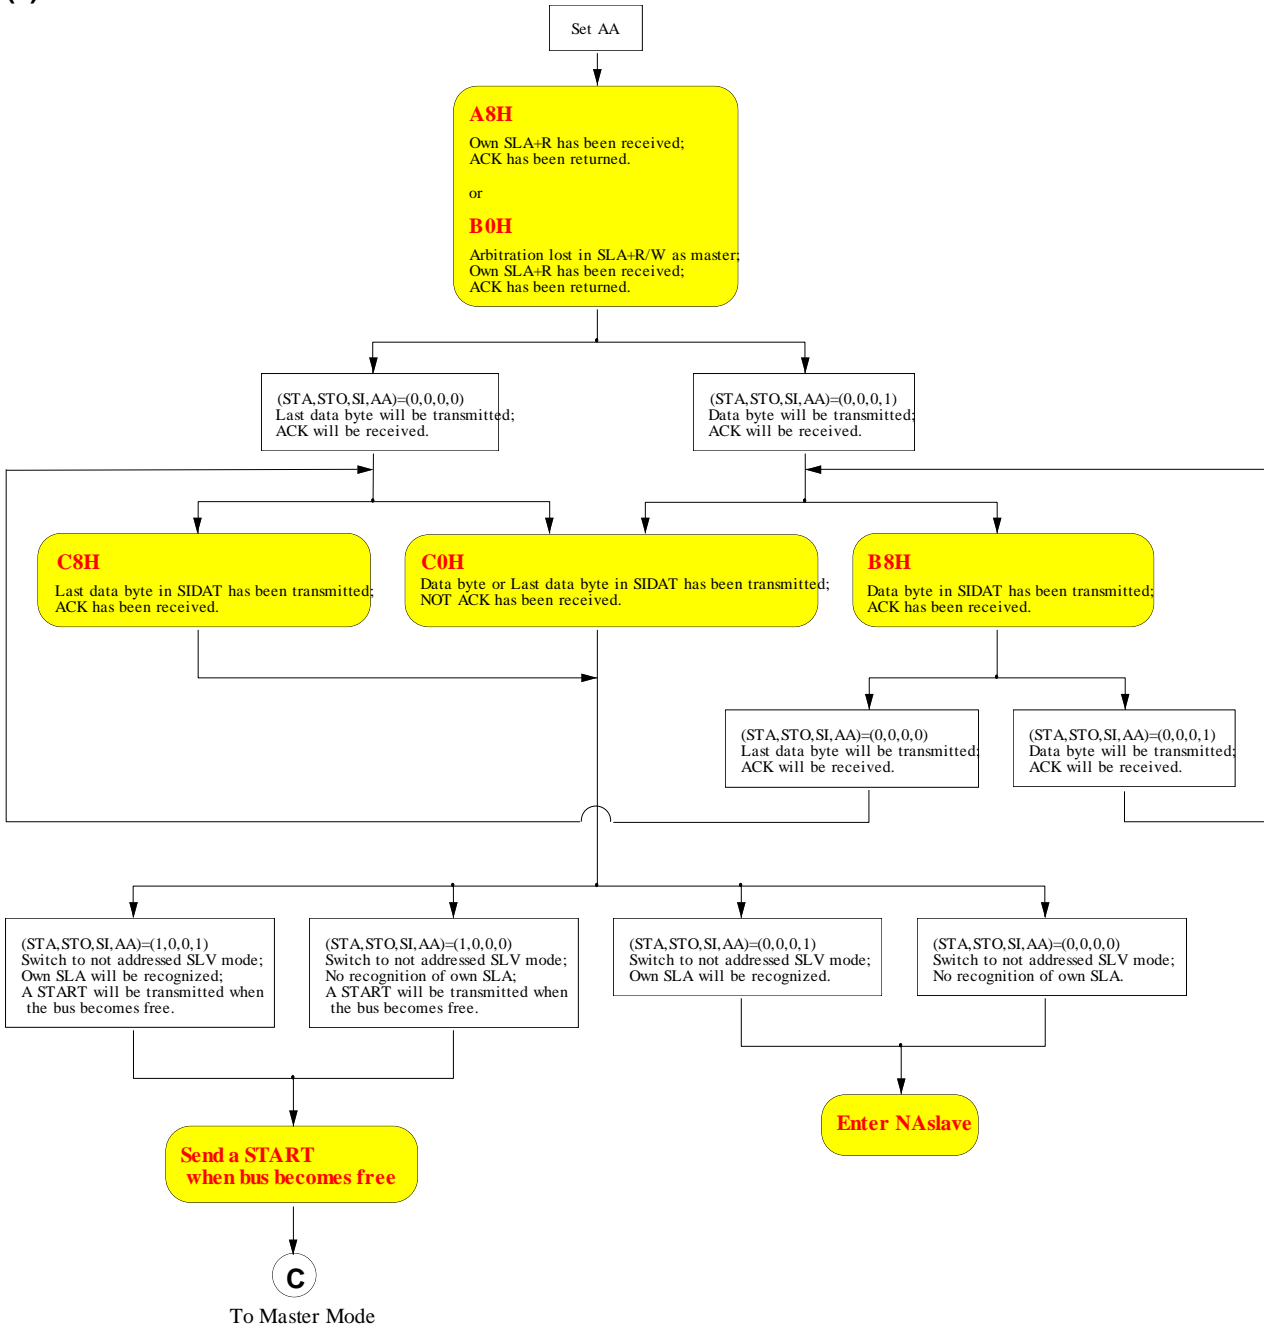 Set AA
A8H
Own SLA+R has been received;
ACK has been returned.
or
B0H
Arbitration lost in SLA+R/W as master;
Own SLA+R has been received;
ACK has been returned.
(STA,STO,SI,AA)=(0,0,0,0)
Last data byte will be transmitted;
ACK will be received.
(STA,STO,SI,AA)=(0,0,0,1)
Data byte will be transmitted;
ACK will be received.
C8H
Last data byte in SIDAT has been transmitted;
ACK has been received.
C0H
Data byte or Last data byte in SIDAT has been transmitted;
NOT ACK has been received.
B8H
Data byte in SIDAT has been transmitted;
ACK has been received.
(STA,STO,SI,AA)=(0,0,0,0)
Last data byte will be transmitted;
ACK will be received.
(STA,STO,SI,AA)=(0,0,0,1)
Data byte will be transmitted;
ACK will be received.
(STA,STO,SI,AA)=(1,0,0,1)
Switch to not addressed SLV mode;
Own SLA will be recognized;
A START will be transmitted when
the bus becomes free.
(STA,STO,SI,AA)=(1,0,0,0)
Switch to not addressed SLV mode;
No recognition of own SLA;
A START will be transmitted when
the bus becomes free.
(STA,STO,SI,AA)=(0,0,0,1)
Switch to not addressed SLV mode;
Own SLA will be recognized.
(STA,STO,SI,AA)=(0,0,0,0)
Switch to not addressed SLV mode;
No recognition of own SLA.
Enter NAslave
Send a START
when bus becomes free
C
To Master Mode